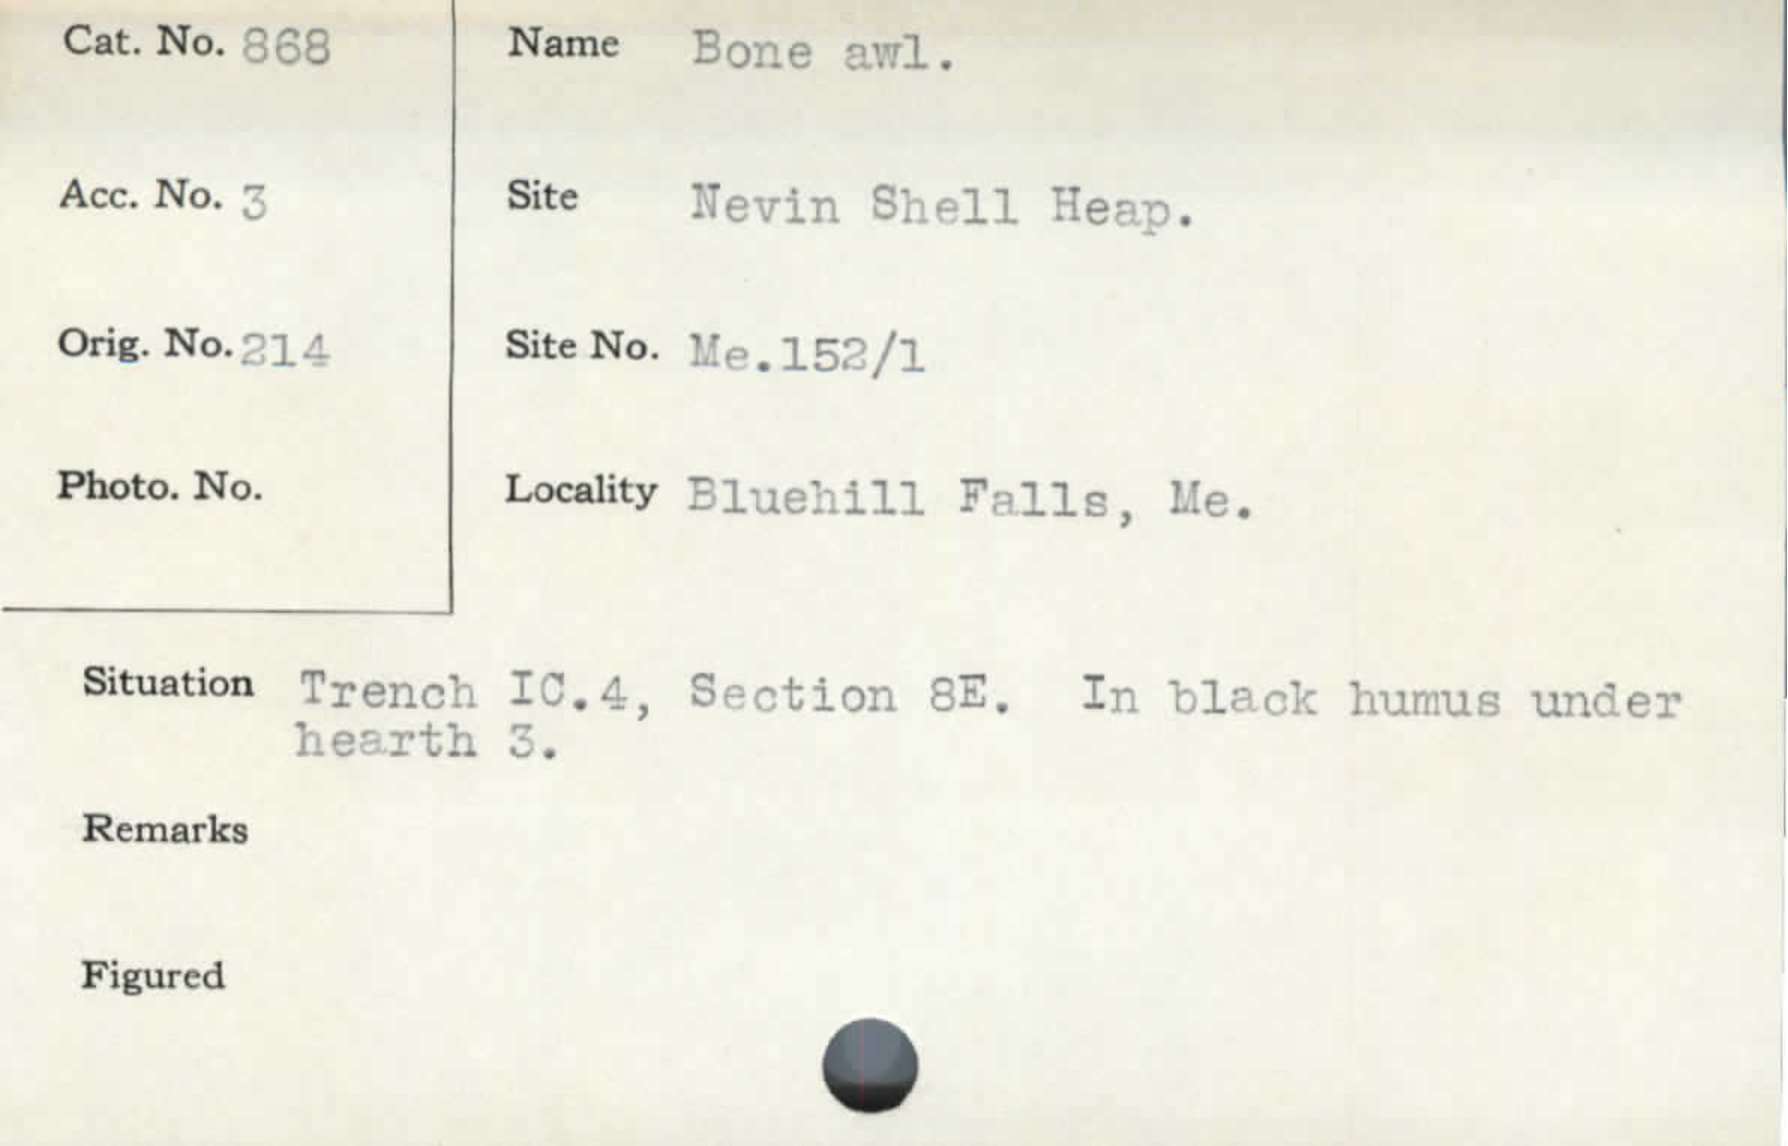 Cat. No. 868
Acc. No. 3
Orig. No. 214
Photo. No.
Name Bone awl.
Site Nevin Shell Heap.
Site No. Me.152/1
Locality Bluehill Falls, Me.
Situation Trench IC.4, Section 8E. In black humus under
hearth 3.
Remarks
Figured